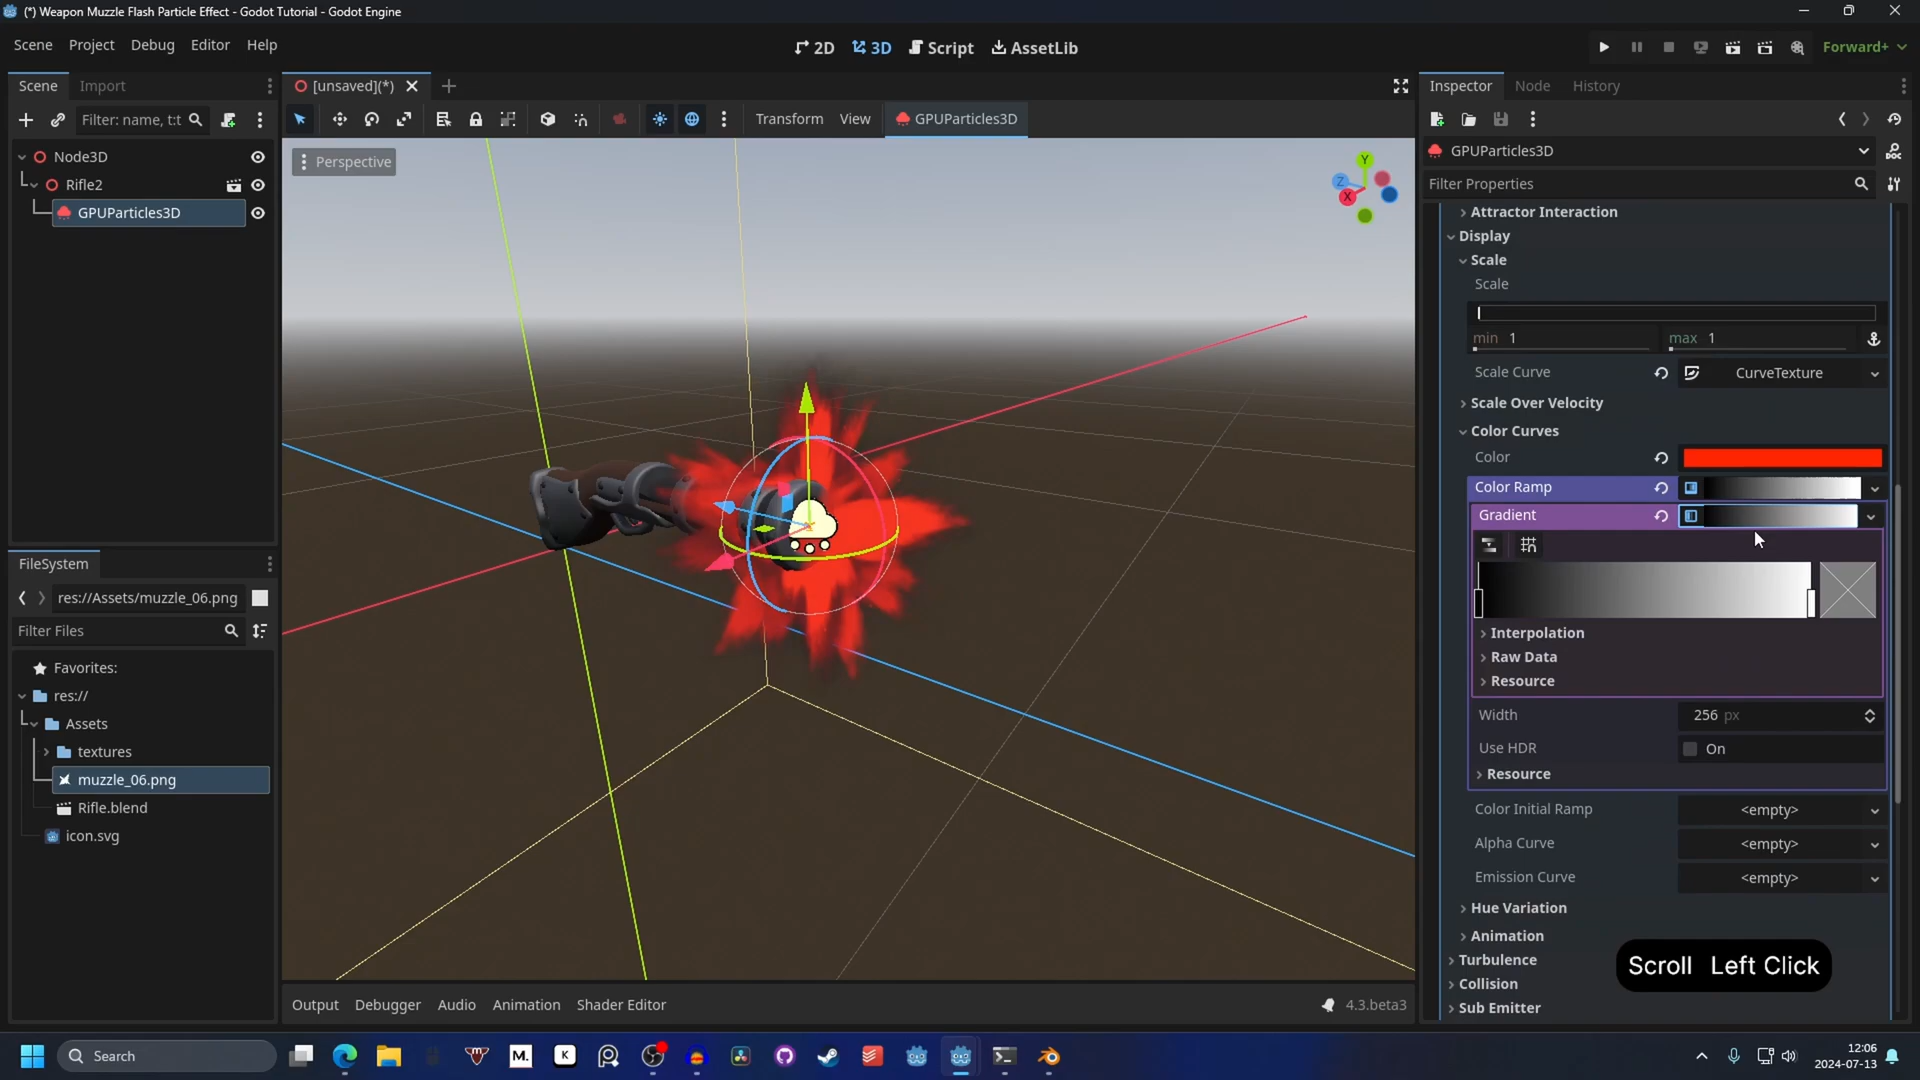 (*) Weapon Muzzle Flash Particle Effect - Godot Tutorial - Godot Engine
Scene Project Debug Editor Help
2D 3D Script AssetLib
Forward+
Scene Import
[unsaved](*)
Inspector Node History
Filter: name, t:t
Transform View GPUParticles3D
Node3D
Rifle2
GPUParticles3D
Perspective
Y
Z
X
GPUParticles3D
DOC
Filter Properties
Attractor Interaction
Display
Scale
Scale
min 1 max 1
Scale Curve CurveTexture
Scale Over Velocity
Color Curves
Color
Color Ramp
Gradient
Interpolation
Raw Data
Resource
Width 256 px
Use HDR On
Resource
Color Initial Ramp <empty>
Alpha Curve <empty>
Emission Curve <empty>
Hue Variation
Animation
Turbulence
Collision
Sub Emitter
Scroll Left Click
FileSystem
res://Assets/muzzle_06.png
Filter Files
Favorites:
res://
Assets
textures
muzzle_06.png
Rifle.blend
icon.svg
Output Debugger Audio Animation Shader Editor
4.3.beta3
Search
M.
K
12:06
2024-07-13